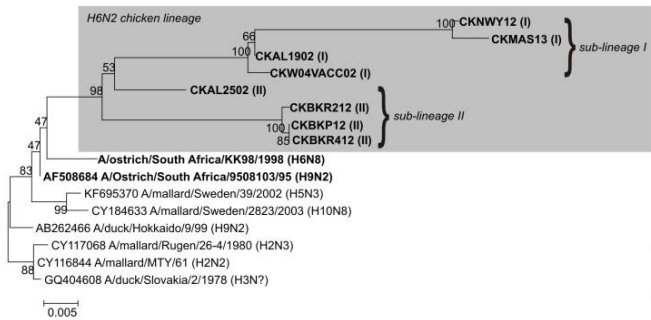 H6N2 chicken lineage
100 CKNWY12 (I)
66
CKMAS13 (I)
sub-lineage I
100
CKAL1902 (I)
53
CKW04VACC02 (I)
98
CKAL2502 (II)
CKBKR212 (II)
47
100 CKBKP12 (II)
sub-lineage II
85 CKBKR412 (II)
47
A/ostrich/South Africa/KK98/1998 (H6N8)
83
AF508684 A/Ostrich/South Africa/9508103/95 (H9N2)
KF695370 A/mallard/Sweden/39/2002 (H5N3)
99
CY184633 A/mallard/Sweden/2823/2003 (H10N8)
AB262466 A/duck/Hokkaido/9/99 (H9N2)
CY117068 A/mallard/Rugen/26-4/1980 (H2N3)
CY116844 A/mallard/MTY/61 (H2N2)
88
GQ404608 A/duck/Slovakia/2/1978 (H3N?)
0.005